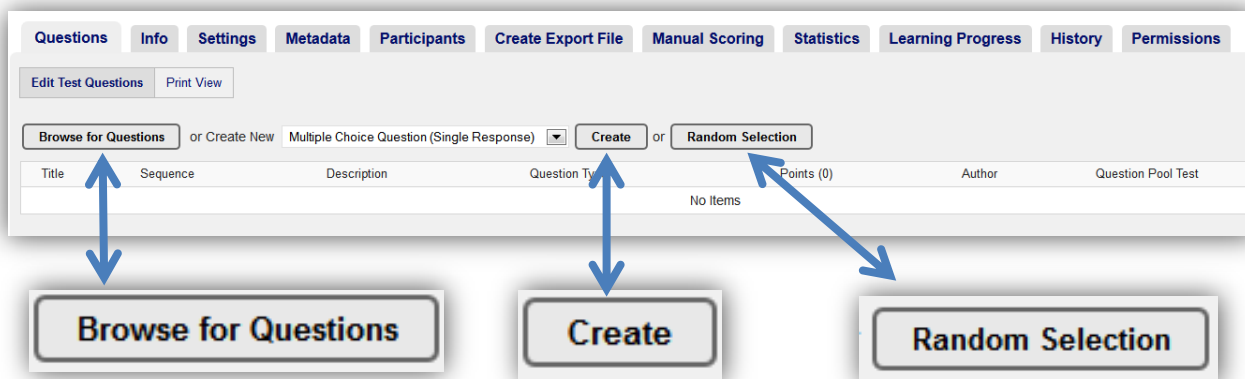 Questions Info Settings Metadata Participants Create Export File Manual Scoring Statistics Learning Progress History Permissions
Edit Test Questions Print View
Browse for Questions or Create New Multiple Choice Question (Single Response) Create or Random Selection
Title Sequence Description Question Ty Points (0) Author Question Pool Test
No Items
Browse for Questions Create Random Selection